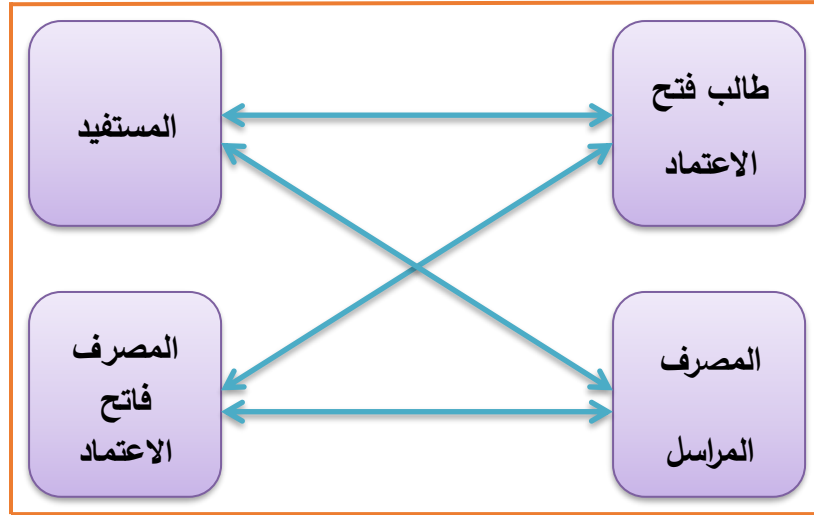 طالب فتح
الاعتماد
المستفيد
المصرف
المراسل
المصرف
فاتح
الاعتماد